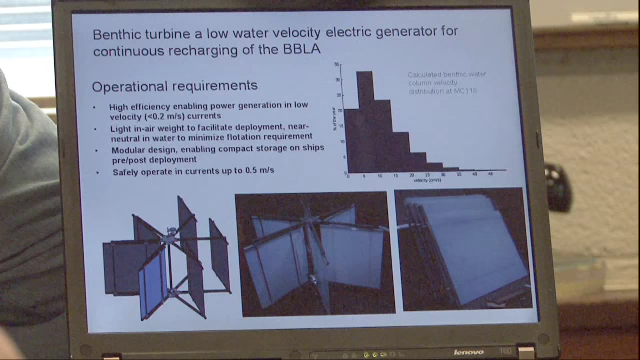 Benthic turbine a low water velocity electric generator for
continuous recharging of the BBLA
Operational requirements
• High efficiency enabling power generation in low
velocity (<0.2 m/s) currents
• Light in-air weight to facilitate deployment, near-
neutral in water to minimize flotation requirement
• Modular design, enabling compact storage on ships
pre/post deployment
• Safely operate in currents up to 0.5 m/s
Calculated benthic water
column velocity
distribution at MC118
velocity (cm/s)
lenovo